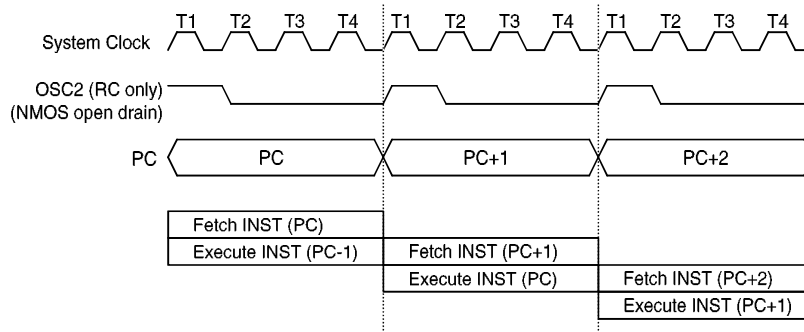 T1 T2 T3 T4 T1 T2 T3 T4 T1 T2 T3 T4
System Clock
OSC2 (RC only)
(NMOS open drain)
PC PC PC+1 PC+2
Fetch INST (PC)
Execute INST (PC-1) Fetch INST (PC+1)
Execute INST (PC) Fetch INST (PC+2)
Execute INST (PC+1)